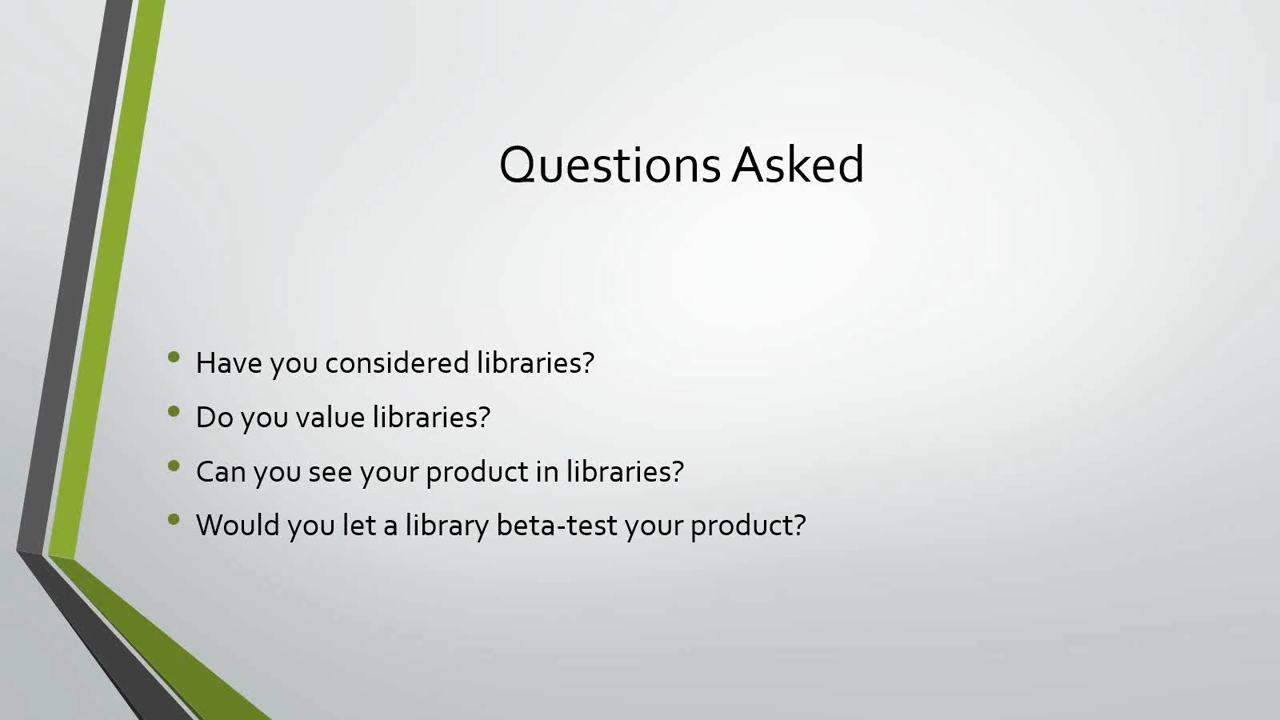 Questions Asked
• Have you considered libraries?
• Do you value libraries?
• Can you see your product in libraries?
• Would you let a library beta-test your product?